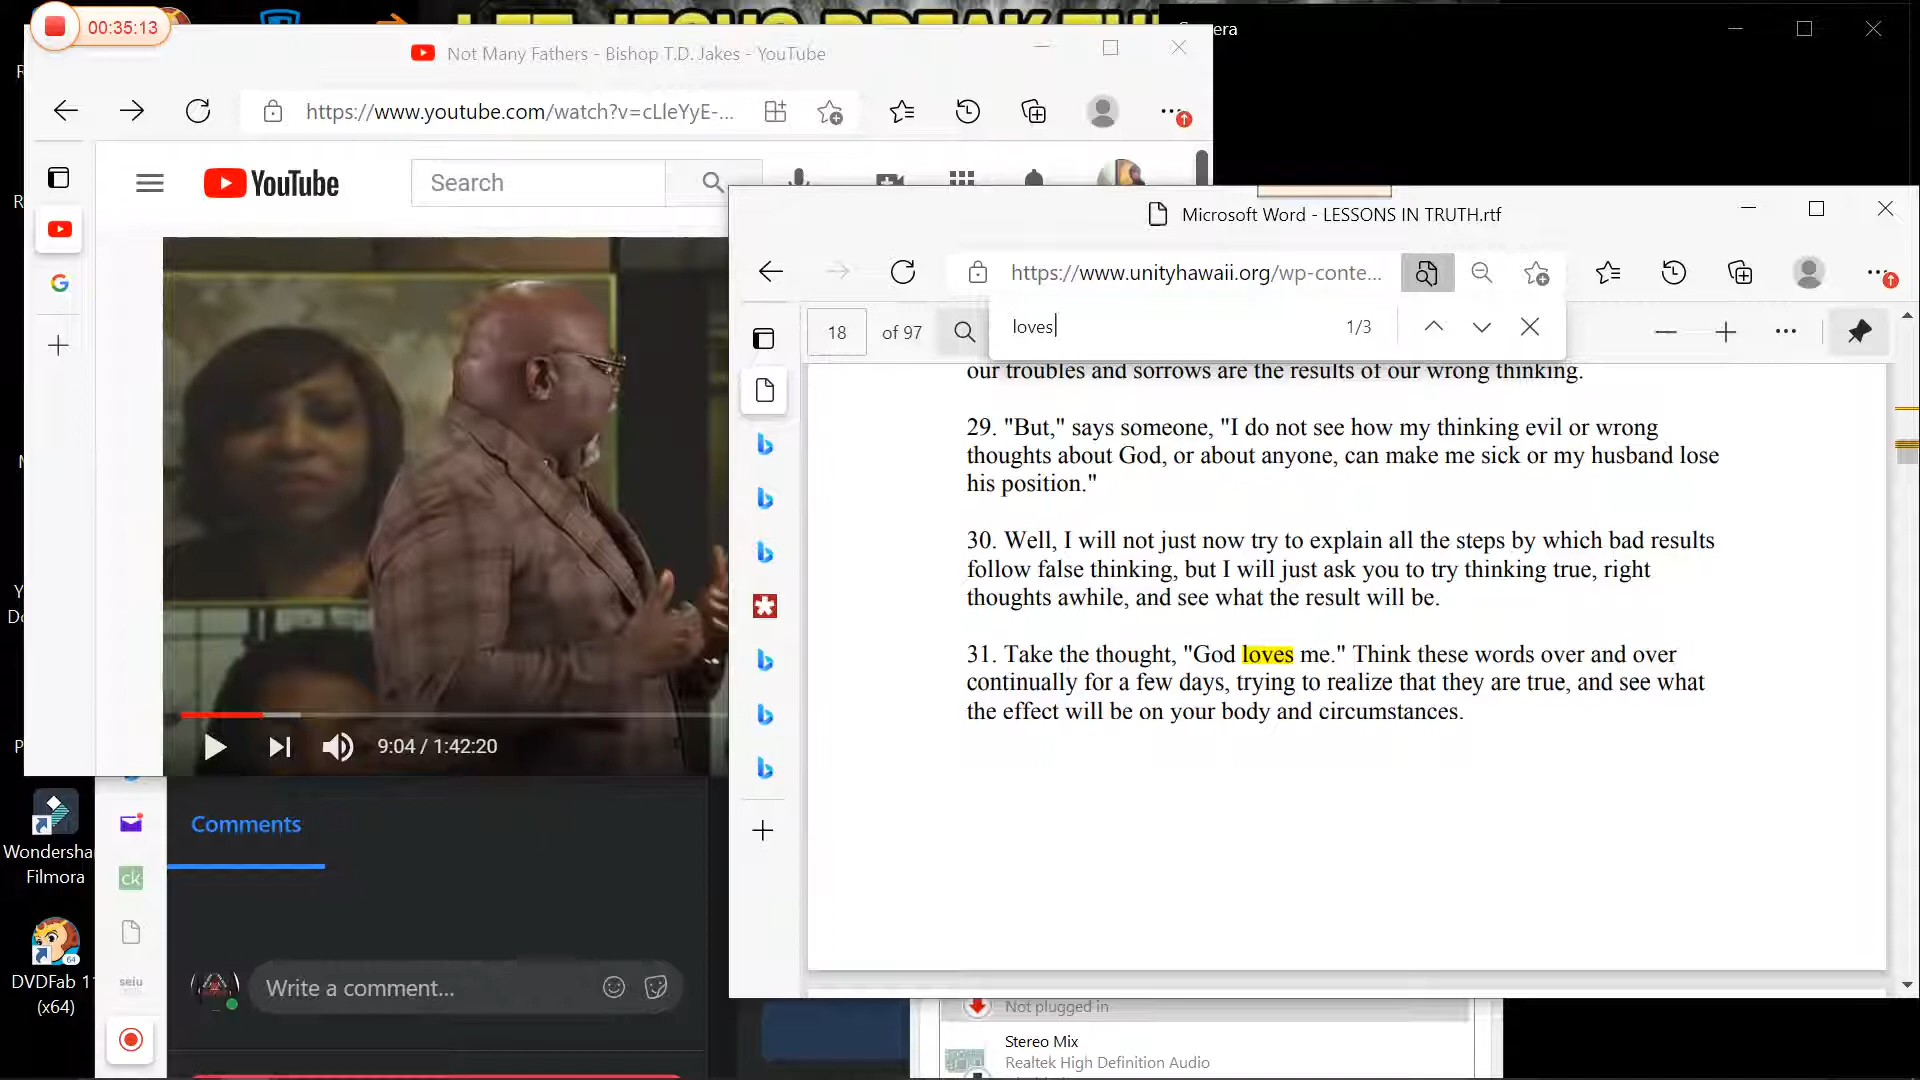 00:35:13
Not Many Fathers - Bishop T.D. Jakes - YouTube
https://www.youtube.com/watch?v=cLleYyE-...
YouTube
Search
Microsoft Word - LESSONS IN TRUTH.rtf
https://www.unityhawaii.org/wp-conte...
loves
1/3
18
of 97
our troubles and sorrows are the results of our wrong thinking.
29. "But," says someone, "I do not see how my thinking evil or wrong
thoughts about God, or about anyone, can make me sick or my husband lose
his position."
30. Well, I will not just now try to explain all the steps by which bad results
follow false thinking, but I will just ask you to try thinking true, right
thoughts awhile, and see what the result will be.
31. Take the thought, "God loves me." Think these words over and over
continually for a few days, trying to realize that they are true, and see what
the effect will be on your body and circumstances.
9:04 / 1:42:20
Comments
Write a comment...
Wondersha
Filmora
DVDFab 1
(x64)
64
ck
seiu
Not plugged in
Stereo Mix
Realtek High Definition Audio